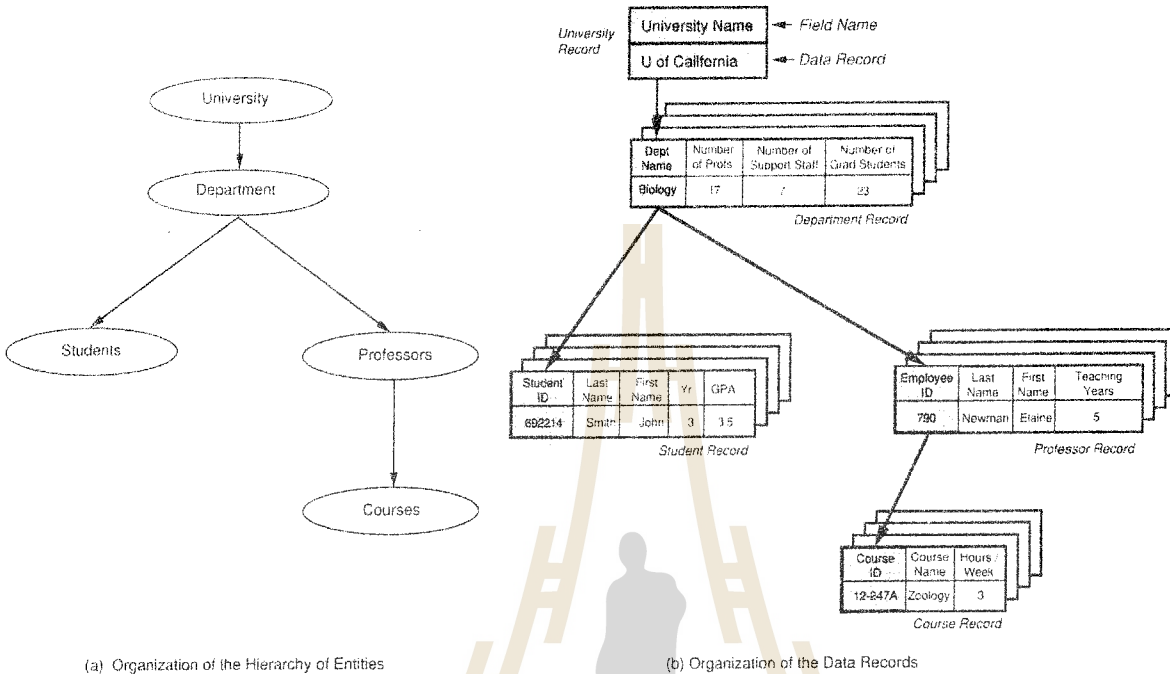 University
Record
University Name
Field Name
U of California
Data Record
University
Department
Students
Professors
Courses
Dept
Name
Number
of Profs
Number of
Support Staff
Number of
Grad Students
Biology
17
7
23
Department Record
Student
ID
Last
Name
First
Name
Yr
GPA
692214
Smith
John
3
3.5
Student Record
Employee
ID
Last
Name
First
Name
Teaching
Years
790
Newman
Elaine
5
Professor Record
Course
ID
Course
Name
Hours /
Week
12-247A
Zoology
3
Course Record
(a) Organization of the Hierarchy of Entities
(b) Organization of the Data Records